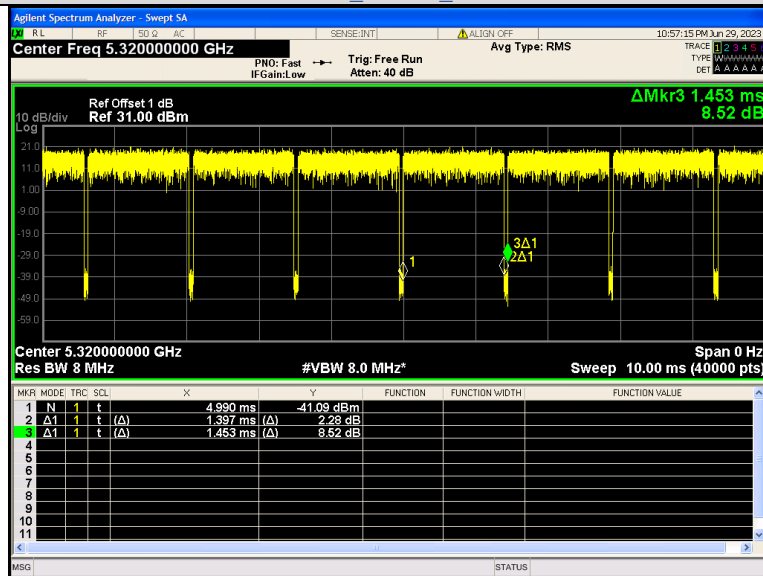 Agilent Spectrum Analyzer - Swept SA
LXI RL RF 50 Ω AC SENSE:INT ALIGN OFF 10:57:15 PM Jun 29, 2023
Center Freq 5.320000000 GHz Avg Type: RMS TRACE 1 2 3 4 5
PNO: Fast Trig: Free Run TYPE
IFGain:Low Atten: 40 dB DET A A A A A
ΔMkr3 1.453 ms
8.52 dB
Ref Offset 1 dB
10 dB/div Ref 31.00 dBm
Log
21.0
11.0
1.00
-9.00
-19.0
-29.0
-39.0
-49.0
-59.0
3Δ1
2Δ1
1
Center 5.320000000 GHz Span 0 Hz
Res BW 8 MHz #VBW 8.0 MHz* Sweep 10.00 ms (40000 pts)
MKR MODE TRC SCL X Y FUNCTION FUNCTION WIDTH FUNCTION VALUE
1 N 1 t 4.990 ms -41.09 dBm
2 Δ1 1 t (Δ) 1.397 ms (Δ) 2.28 dB
3 Δ1 1 t (Δ) 1.453 ms (Δ) 8.52 dB
4
5
6
7
8
9
10
11
MSG STATUS